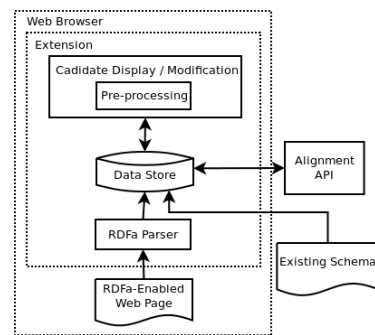 Web Browser
Extension
Cadidate Display / Modification
Pre-processing
Data Store
Alignment
API
RDFa Parser
Existing Schema
RDFa-Enabled
Web Page